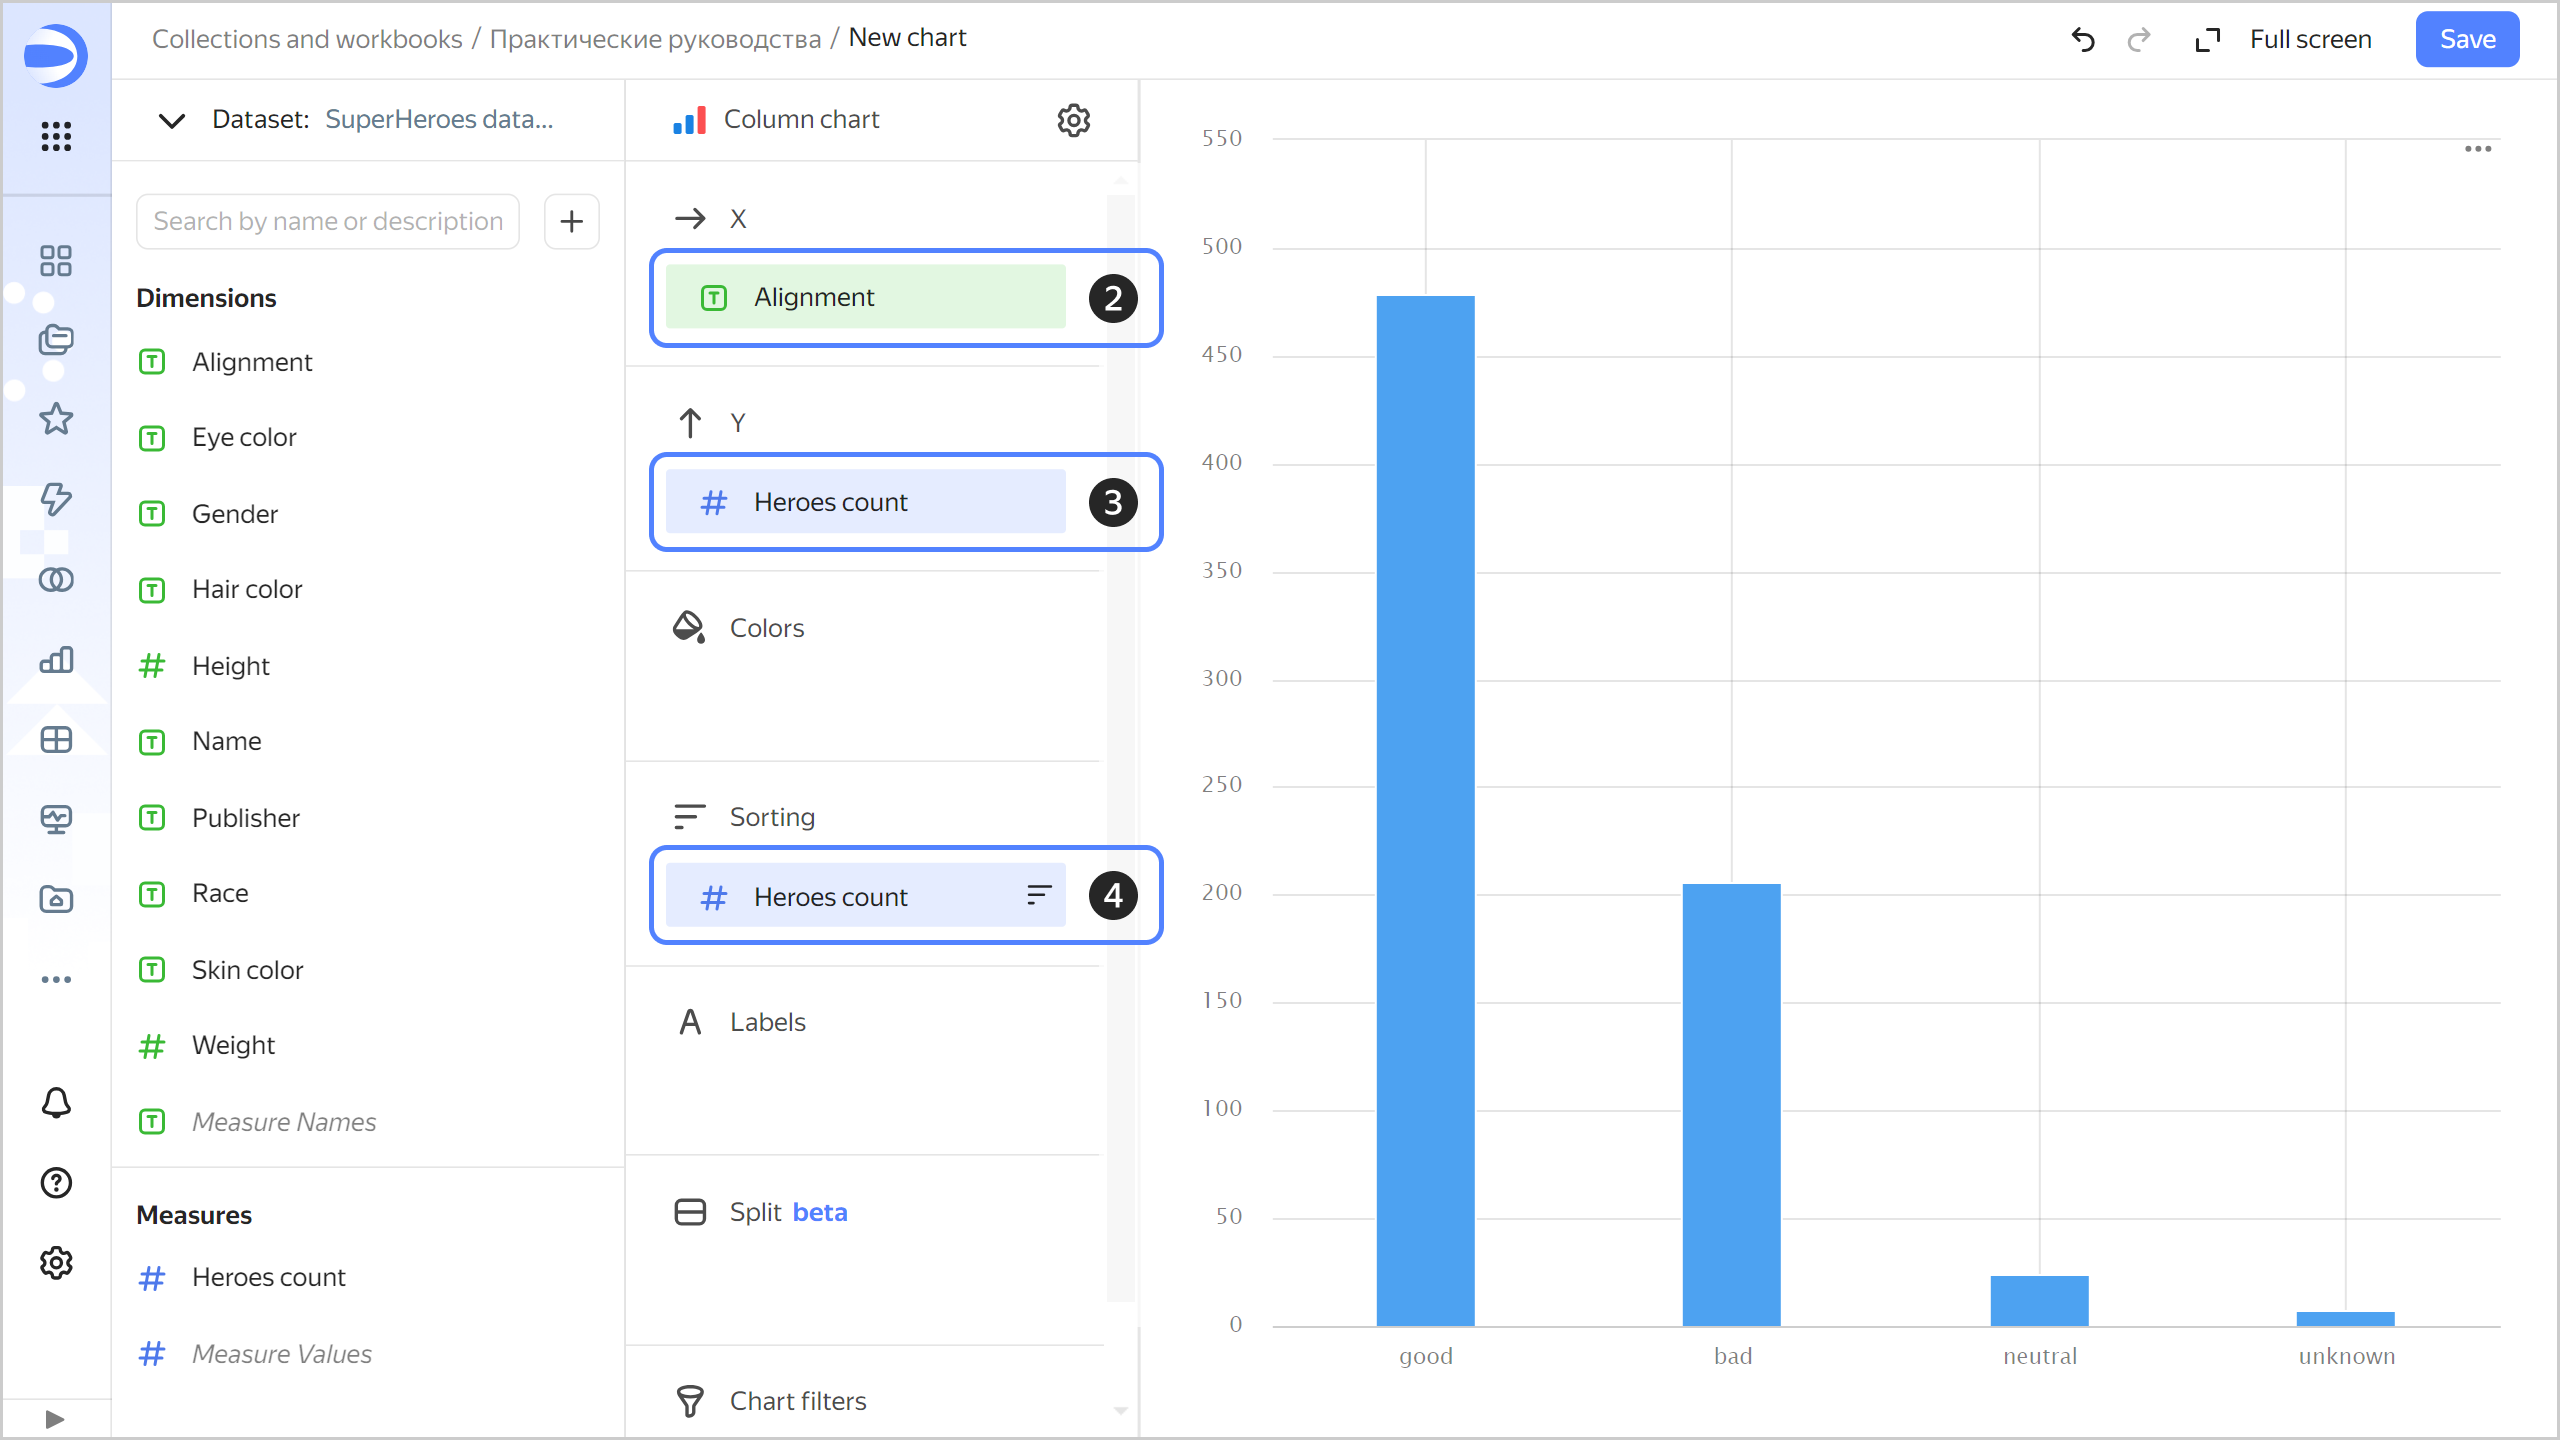 Collections and workbooks / Практические руководства / New chart
Full screen
Save
Dataset: SuperHeroes data...
Search by name or description
Dimensions
Alignment
Eye color
Gender
Hair color
Height
Name
Publisher
Race
Skin color
Weight
Measure Names
Measures
Heroes count
Measure Values
Column chart
X
Alignment
2
Y
Heroes count
3
Colors
Sorting
Heroes count
4
Labels
Split beta
Chart filters
550
500
450
400
350
300
250
200
150
100
50
0
good bad neutral unknown